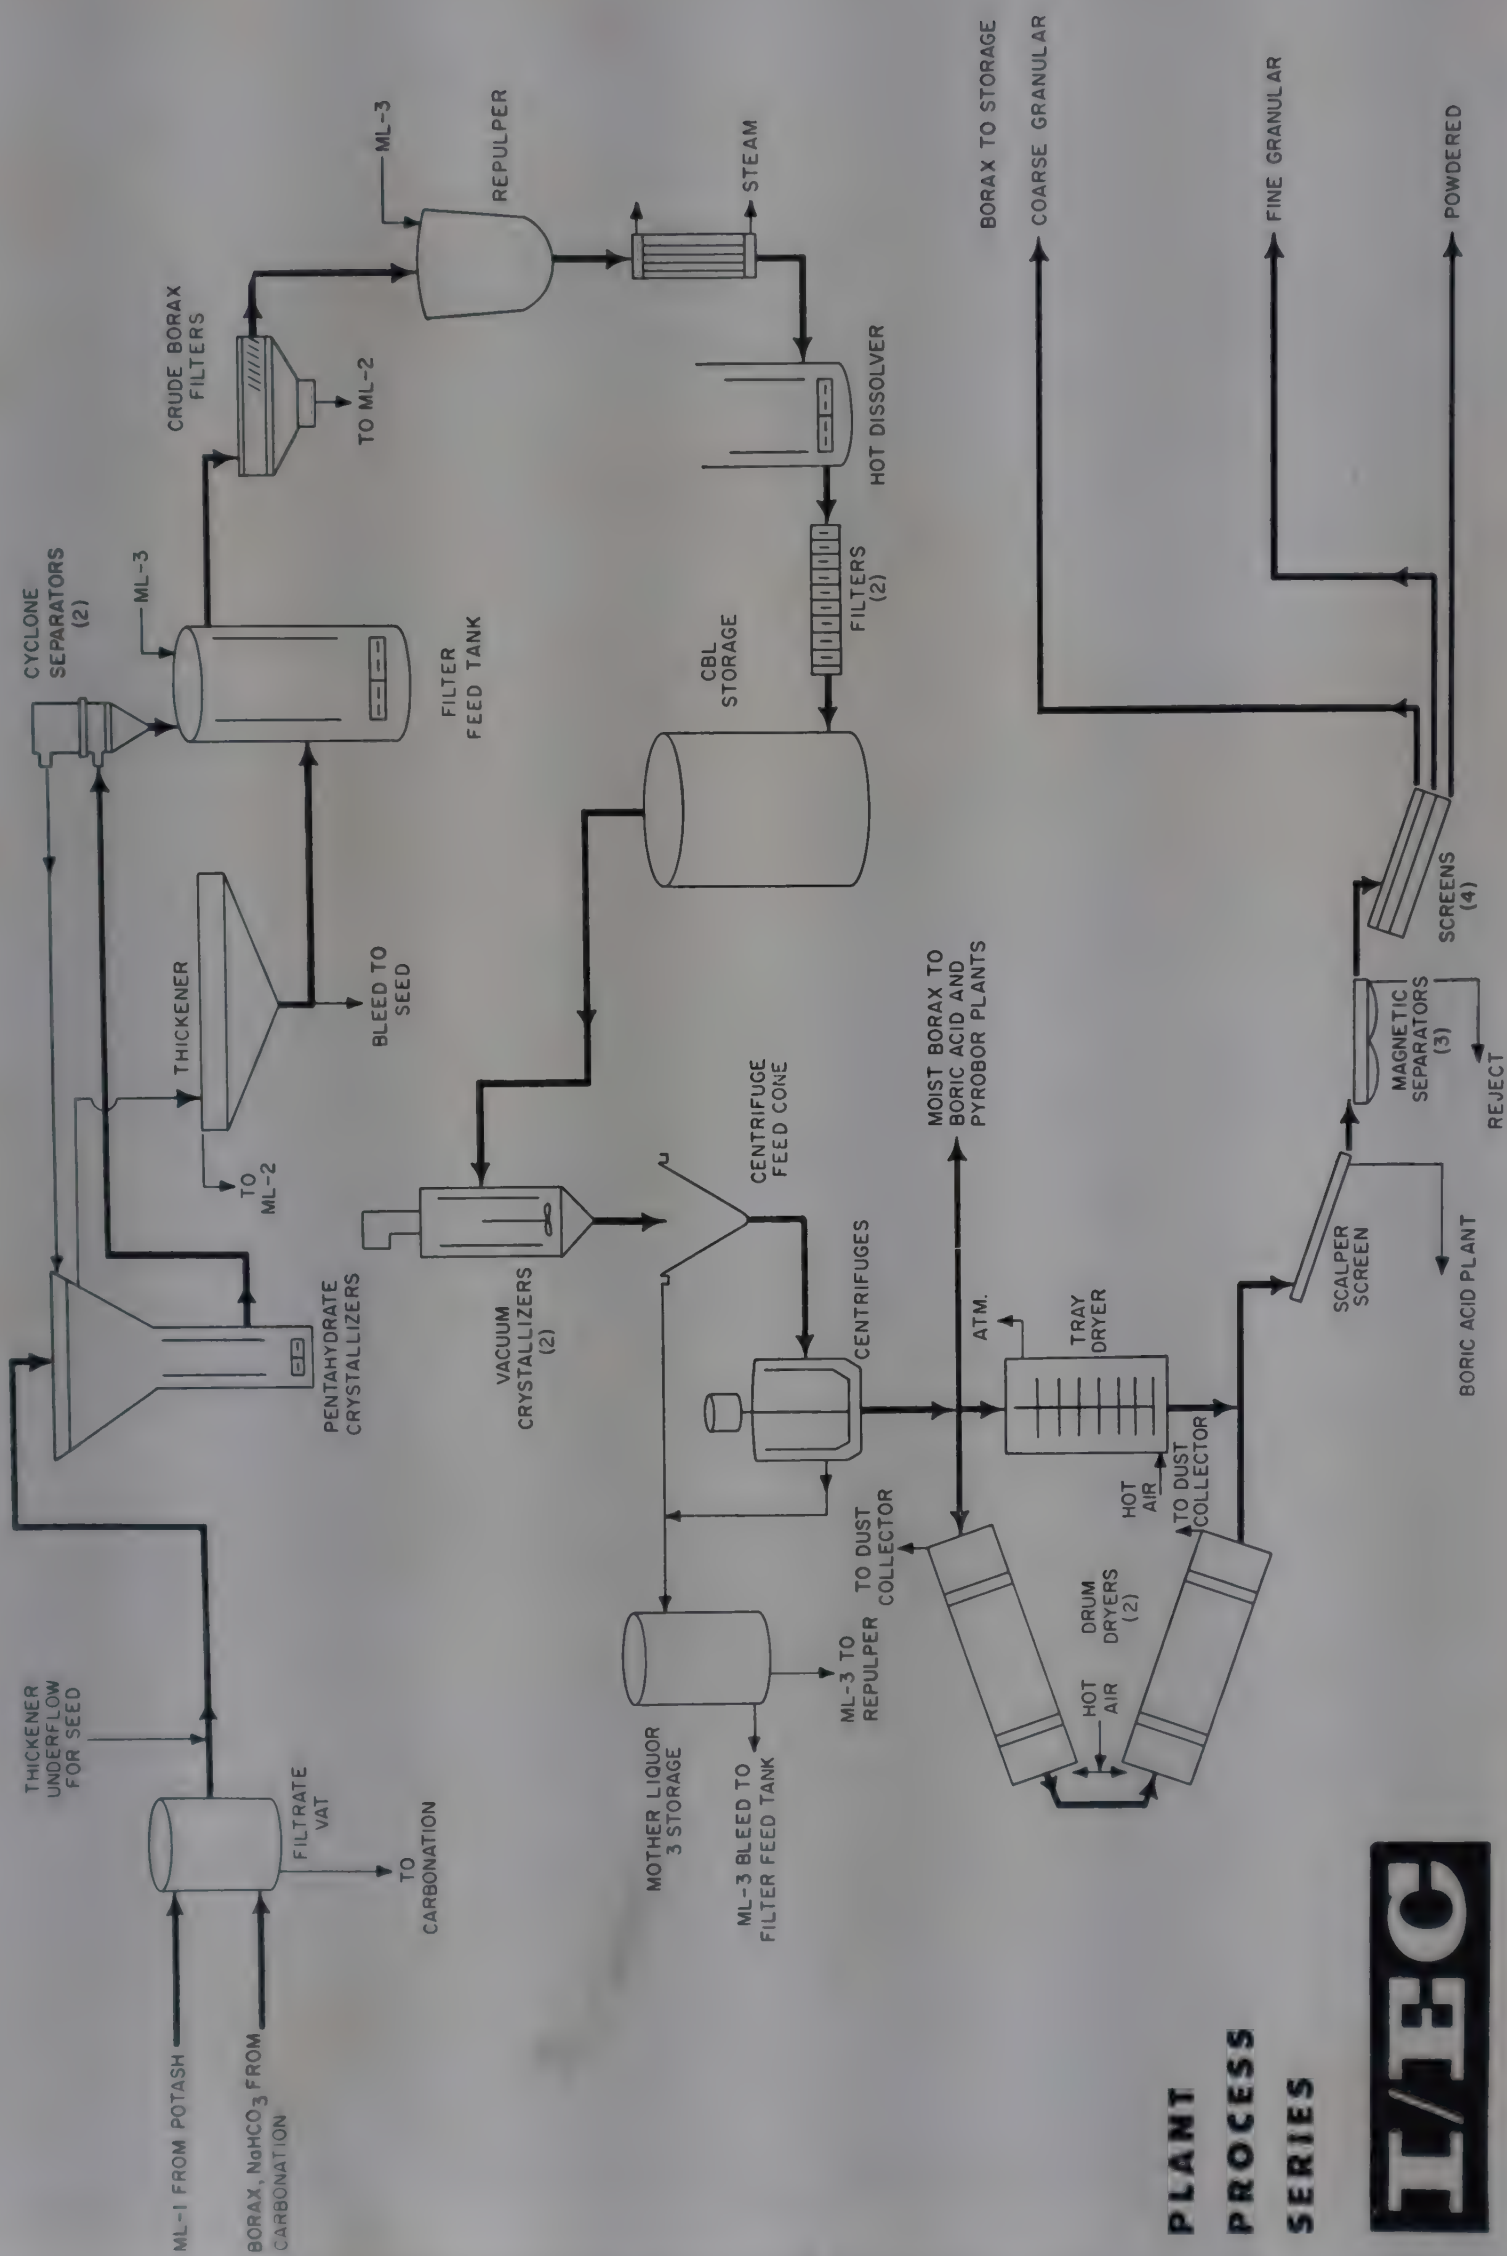 ML-1 FROM POTASH
BORAX, NaHCO3 FROM
CARBONATION
THICKENER
UNDERFLOW
FOR SEED
FILTRATE
VAT
TO
CARBONATION
PENTAHYDRATE
CRYSTALLIZERS
TO
ML-2
THICKENER
BLEED TO
SEED
CYCLONE
SEPARATORS
(2)
ML-3
FILTER
FEED TANK
CRUDE BORAX
FILTERS
TO ML-2
ML-3
REPULPER
STEAM
HOT DISSOLVER
FILTERS
(2)
CBL
STORAGE
VACUUM
CRYSTALLIZERS
(2)
CENTRIFUGE
FEED CONE
CENTRIFUGES
MOTHER LIQUOR
3 STORAGE
ML-3 BLEED TO
FILTER FEED TANK
ML-3 TO
REPULPER
TO DUST
COLLECTOR
MOIST BORAX TO
BORIC ACID AND
PYROBOR PLANTS
ATM.
TRAY
DRYER
HOT
AIR
TO DUST
COLLECTOR
DRUM
DRYERS
(2)
HOT
AIR
SCALPER
SCREEN
BORIC ACID PLANT
MAGNETIC
SEPARATORS
(3)
REJECT
SCREENS
(4)
BORAX TO STORAGE
COARSE GRANULAR
FINE GRANULAR
POWDERED
PLANT
PROCESS
SERIES
I/EC